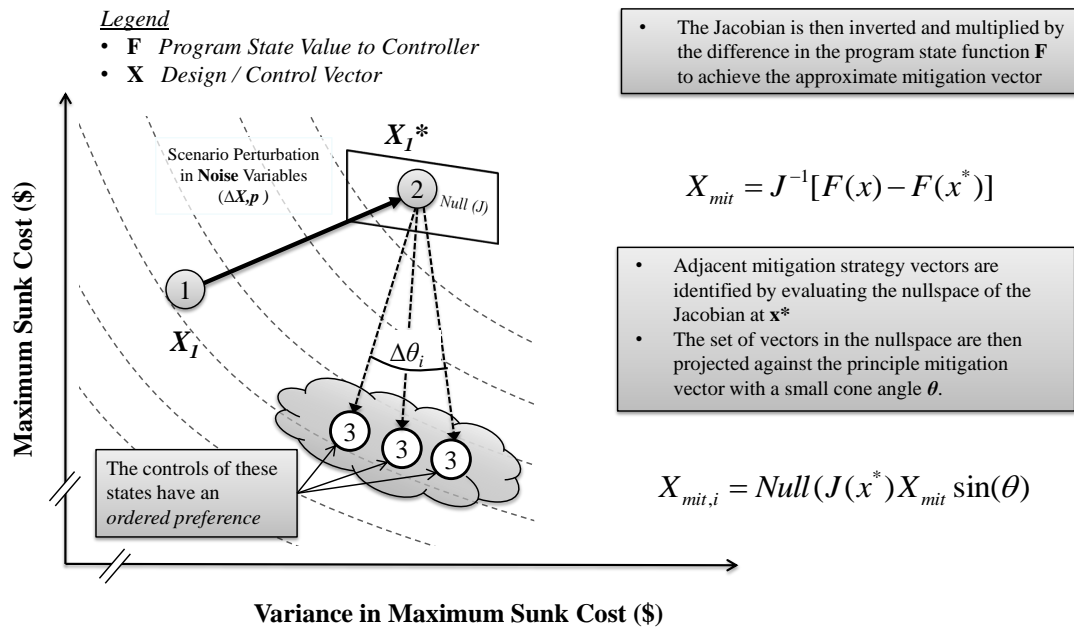 Legend
• F Program State Value to Controller
• X Design / Control Vector
Maximum Sunk Cost ($)
Scenario Perturbation
in Noise Variables
(ΔX,p )
X1*
2
Null (J)
1
X1
Δθi
3
3
3
The controls of these
states have an
ordered preference
Variance in Maximum Sunk Cost ($)
• The Jacobian is then inverted and multiplied by
the difference in the program state function F
to achieve the approximate mitigation vector
Xmit = J⁻¹[F(x) − F(x*)]
• Adjacent mitigation strategy vectors are
identified by evaluating the nullspace of the
Jacobian at x*
• The set of vectors in the nullspace are then
projected against the principle mitigation
vector with a small cone angle θ.
Xmit,i = Null(J(x*)Xmit sin(θ)